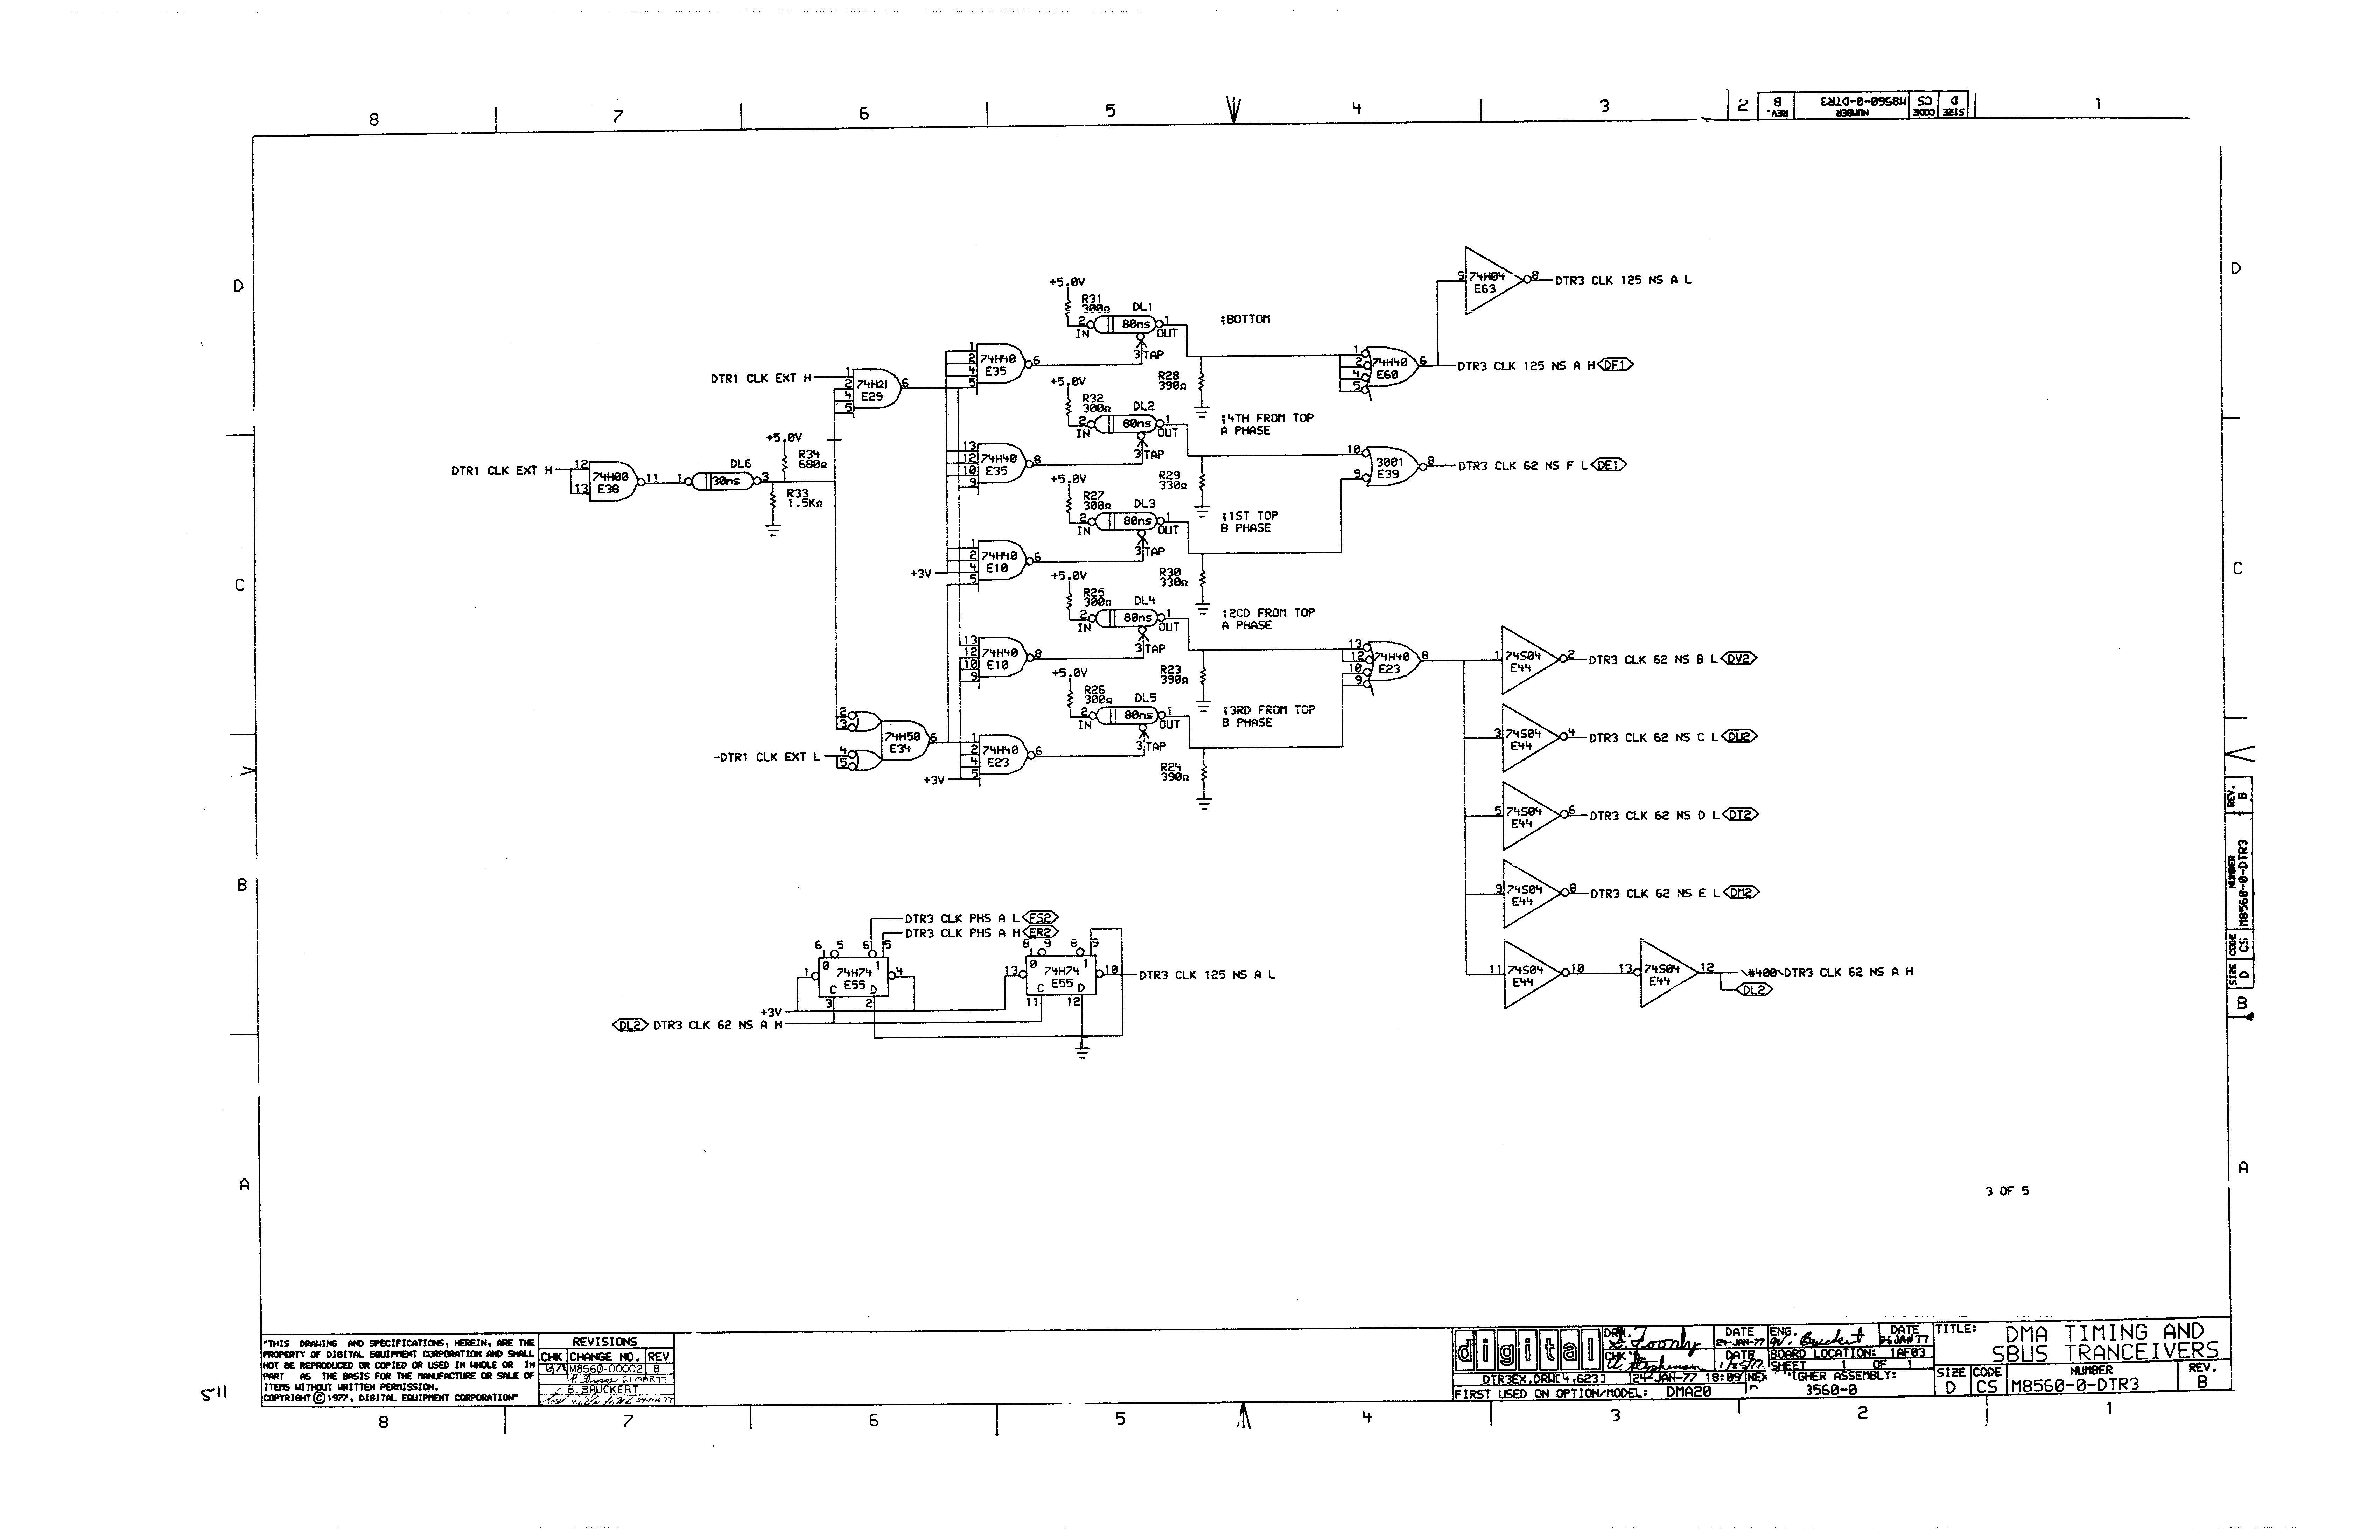 8 7 6 5 4 3 2 1
REV. B NUMBER M8560-0-DTR3 CODE CS SIZE D
D D
C C
B B
A A
+5.0V
R31 300Ω DL1
2 IN 80ns 1 OUT
3 TAP
;BOTTOM
9 74H04 E63 8 DTR3 CLK 125 NS A L
DTR1 CLK EXT H
1 2 4 5 74H21 E29 6
1 2 4 5 74H40 E35 6
R28 390Ω
1 2 4 5 74H40 E60 6 DTR3 CLK 125 NS A H DF1
+5.0V
R32 300Ω DL2
2 IN 80ns 1 OUT
3 TAP
;4TH FROM TOP
A PHASE
DTR1 CLK EXT H
12 13 74H00 E38 11
DL6
1 30ns 3
+5.0V
R34 680Ω
R33 1.5KΩ
13 12 10 9 74H40 E35 8
R29 330Ω
10 9 3001 E39 8 DTR3 CLK 62 NS F L DE1
+5.0V
R27 300Ω DL3
2 IN 80ns 1 OUT
3 TAP
;1ST TOP
B PHASE
+3V
1 2 4 5 74H40 E10 6
R30 330Ω
+5.0V
R25 300Ω DL4
2 IN 80ns 1 OUT
3 TAP
;2CD FROM TOP
A PHASE
13 12 10 9 74H40 E10 8
R23 390Ω
13 12 10 9 74H40 E23 8
1 74S04 E44 2 DTR3 CLK 62 NS B L DV2
+5.0V
R26 300Ω DL5
2 IN 80ns 1 OUT
3 TAP
;3RD FROM TOP
B PHASE
-DTR1 CLK EXT L
2 3 4 5 74H50 E34 6
+3V
1 2 4 5 74H40 E23 6
R24 390Ω
3 74S04 E44 4 DTR3 CLK 62 NS C L DU2
5 74S04 E44 6 DTR3 CLK 62 NS D L DT2
9 74S04 E44 8 DTR3 CLK 62 NS E L DM2
11 74S04 E44 10 13 74S04 E44 12 \#400\DTR3 CLK 62 NS A H
DL2
DTR3 CLK PHS A L FS2
DTR3 CLK PHS A H ER2
6 5 6 5
1 0 74H74 1 4
E55
C D
3 2
8 9 8 9
13 0 74H74 1 10 DTR3 CLK 125 NS A L
E55
C D
11 12
+3V
DL2 DTR3 CLK 62 NS A H
SIZE D CODE CS NUMBER M8560-0-DTR3 REV. B
3 OF 5
511
"THIS DRAWING AND SPECIFICATIONS, HEREIN, ARE THE
PROPERTY OF DIGITAL EQUIPMENT CORPORATION AND SHALL
NOT BE REPRODUCED OR COPIED OR USED IN WHOLE OR IN
PART AS THE BASIS FOR THE MANUFACTURE OR SALE OF
ITEMS WITHOUT WRITTEN PERMISSION.
COPYRIGHT © 1977, DIGITAL EQUIPMENT CORPORATION"
REVISIONS
CHK CHANGE NO. REV
M8560-00002 B
21MAR77
B. BRUCKERT
digital
DRN. DATE 24-JAN-77
ENG. Bruckert DATE 26JAN77
CHK DATE 1/25/77
BOARD LOCATION: 1AF03
SHEET 1 OF 1
DTR3EX.DRW[4,623] 24-JAN-77 18:09
GHER ASSEMBLY: 3560-0
FIRST USED ON OPTION/MODEL: DMA20
TITLE: DMA TIMING AND
SBUS TRANCEIVERS
SIZE D CODE CS NUMBER M8560-0-DTR3 REV. B
8 7 6 5 4 3 2 1